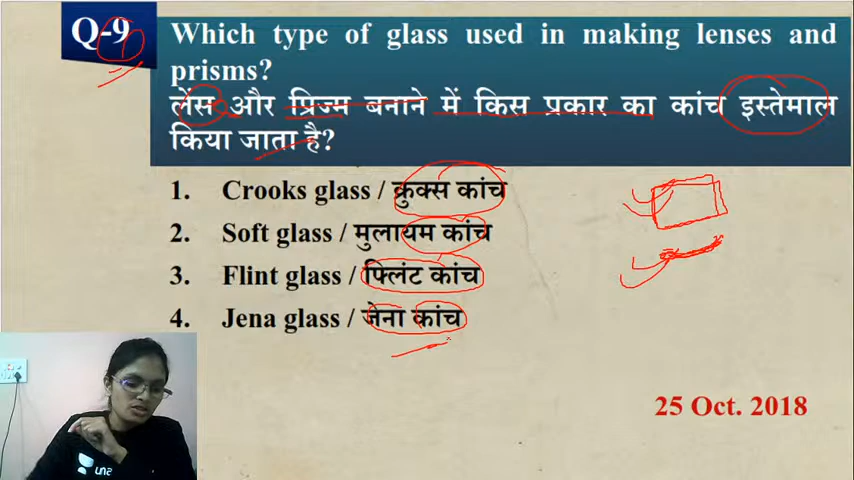 Q-9
Which type of glass used in making lenses and
prisms?
लेंस और प्रिज्म बनाने में किस प्रकार का कांच इस्तेमाल
किया जाता है?
1. Crooks glass / क्रुक्स कांच
2. Soft glass / मुलायम कांच
3. Flint glass / फ्लिंट कांच
4. Jena glass / जेना कांच
25 Oct. 2018